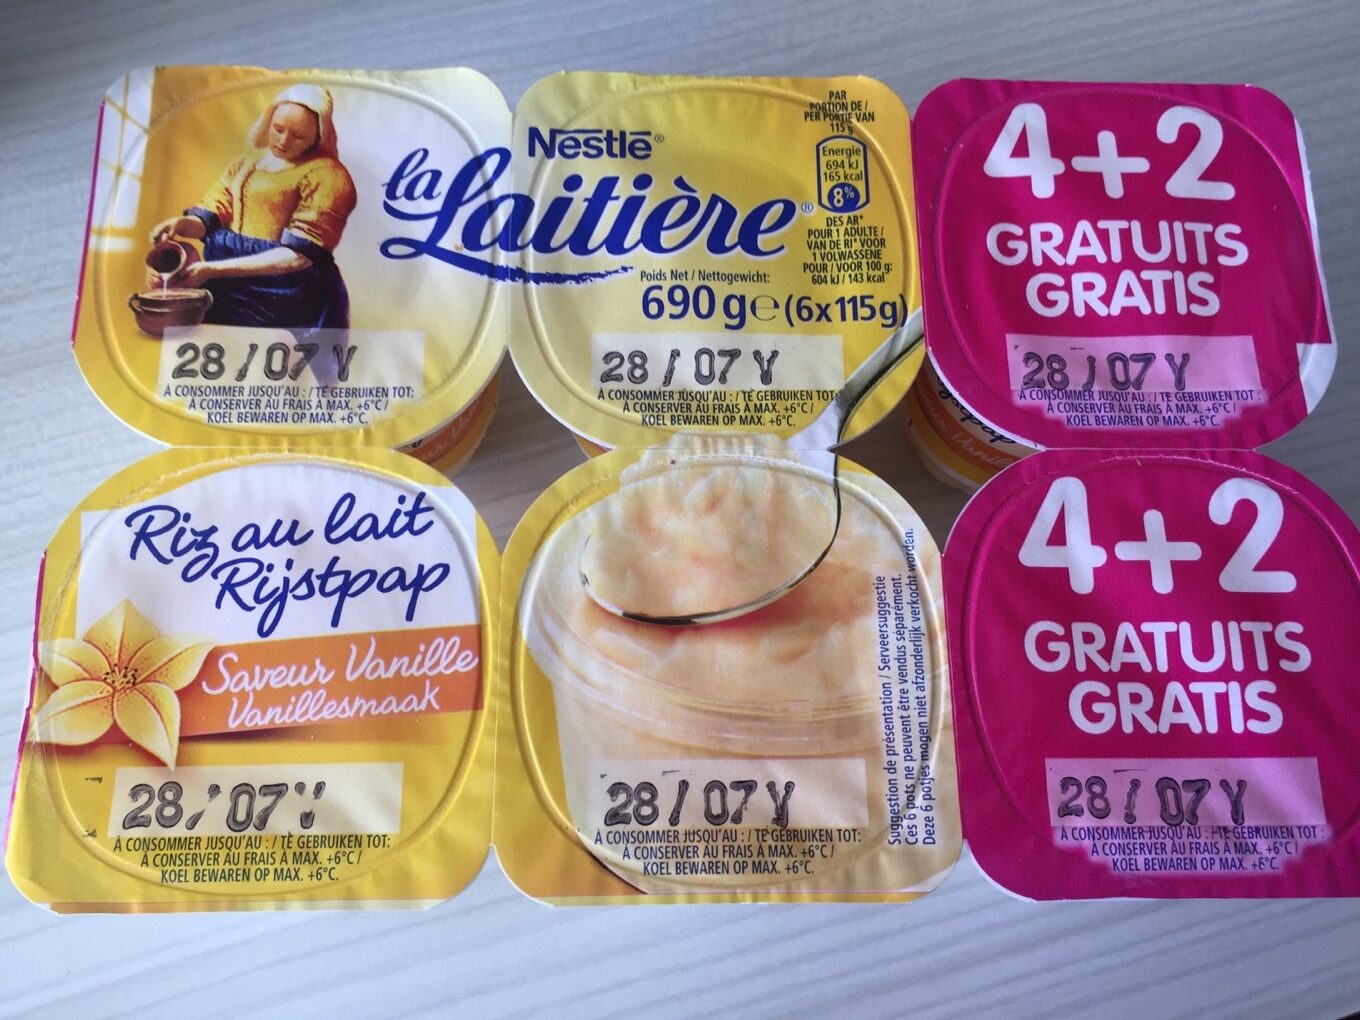 Nestlé®
la Laitière®
PAR
PORTION DE /
PER PORTIE VAN
115 g
Energie
694 kJ
165 kcal
8%
DES AR*
POUR 1 ADULTE /
VAN DE RI* VOOR
1 VOLWASSENE
POUR / VOOR 100 g:
604 kJ / 143 kcal
Poids Net / Nettogewicht:
690 g e (6x115g)
4+2
GRATUITS
GRATIS
28 / 07 Y
À CONSOMMER JUSQU'AU : / TE GEBRUIKEN TOT:
À CONSERVER AU FRAIS À MAX. +6°C /
KOEL BEWAREN OP MAX. +6°C.
28 / 07 Y
À CONSOMMER JUSQU'AU : / TE GEBRUIKEN TOT:
À CONSERVER AU FRAIS À MAX. +6°C /
KOEL BEWAREN OP MAX. +6°C.
28 / 07 Y
À CONSOMMER JUSQU'AU : / TE GEBRUIKEN TOT:
À CONSERVER AU FRAIS À MAX. +6°C /
KOEL BEWAREN OP MAX. +6°C.
Riz au lait
Rijstpap
Saveur Vanille
Vanillesmaak
Suggestion de présentation / Serveersuggestie
Ces 6 pots ne peuvent être vendus séparément.
Deze 6 potjes mogen niet afzonderlijk verkocht worden.
4+2
GRATUITS
GRATIS
28 / 07
À CONSOMMER JUSQU'AU : / TE GEBRUIKEN TOT:
À CONSERVER AU FRAIS À MAX. +6°C /
KOEL BEWAREN OP MAX. +6°C.
28 / 07 Y
À CONSOMMER JUSQU'AU : / TE GEBRUIKEN TOT:
À CONSERVER AU FRAIS À MAX. +6°C /
KOEL BEWAREN OP MAX. +6°C.
28 / 07 Y
À CONSOMMER JUSQU'AU : / TE GEBRUIKEN TOT :
À CONSERVER AU FRAIS À MAX. +6°C /
KOEL BEWAREN OP MAX. +6°C.